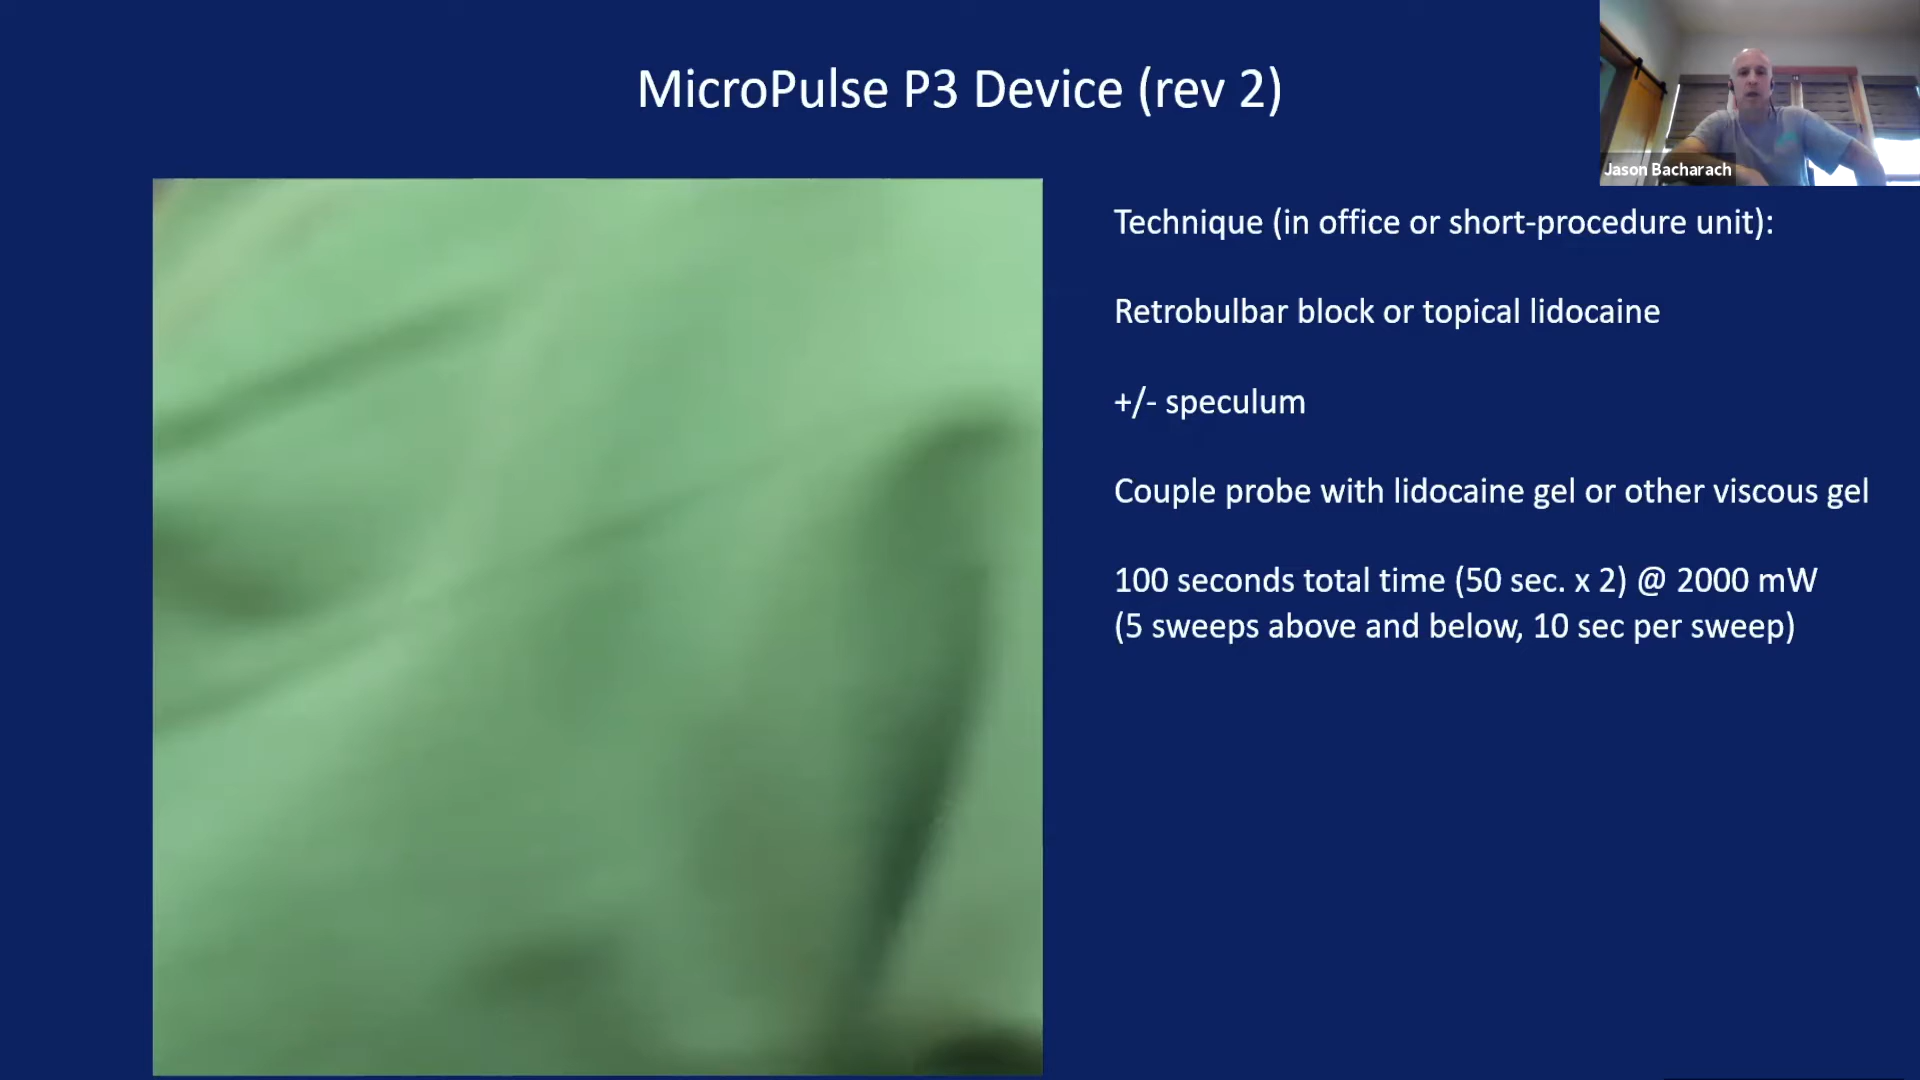 MicroPulse P3 Device (rev 2)
Jason Bacharach
Technique (in office or short-procedure unit):
Retrobulbar block or topical lidocaine
+/- speculum
Couple probe with lidocaine gel or other viscous gel
100 seconds total time (50 sec. x 2) @ 2000 mW
(5 sweeps above and below, 10 sec per sweep)